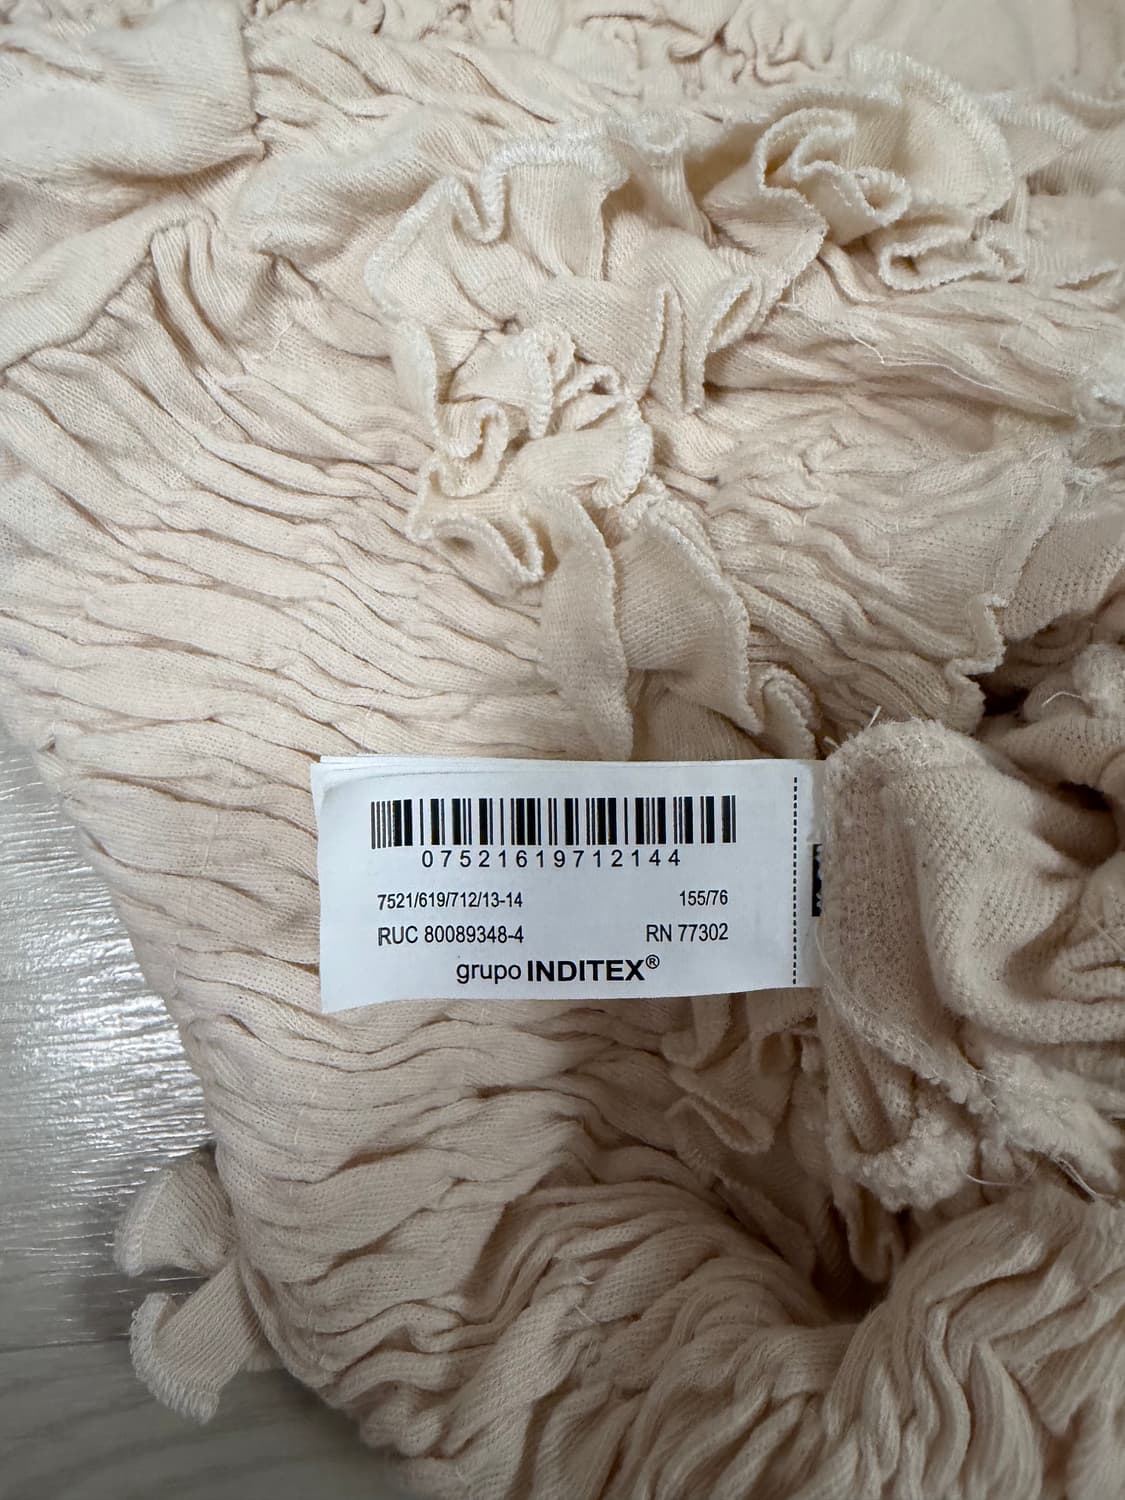 07521619712144
7521/619/712/13-14 155/76
RUC 80089348-4 RN 77302
grupo INDITEX®